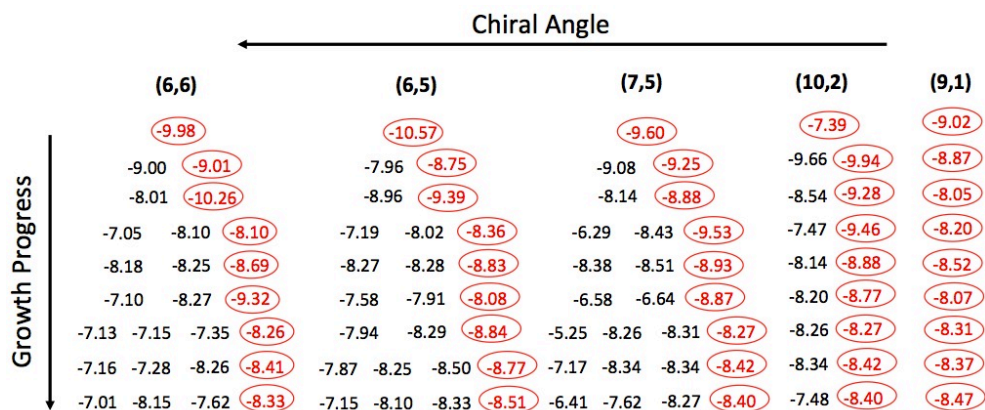 Chiral Angle
(6,6) (6,5) (7,5) (10,2) (9,1)
-9.98 -10.57 -9.60 -7.39 -9.02
-9.00 -9.01 -7.96 -8.75 -9.08 -9.25 -9.66 -9.94 -8.87
-8.01 -10.26 -8.96 -9.39 -8.14 -8.88 -8.54 -9.28 -8.05
-7.05 -8.10 -8.10 -7.19 -8.02 -8.36 -6.29 -8.43 -9.53 -7.47 -9.46 -8.20
-8.18 -8.25 -8.69 -8.27 -8.28 -8.83 -8.38 -8.51 -8.93 -8.14 -8.88 -8.52
-7.10 -8.27 -9.32 -7.58 -7.91 -8.08 -6.58 -6.64 -8.87 -8.20 -8.77 -8.07
-7.13 -7.15 -7.35 -8.26 -7.94 -8.29 -8.84 -5.25 -8.26 -8.31 -8.27 -8.26 -8.27 -8.31
-7.16 -7.28 -8.26 -8.41 -7.87 -8.25 -8.50 -8.77 -7.17 -8.34 -8.34 -8.42 -8.34 -8.42 -8.37
-7.01 -8.15 -7.62 -8.33 -7.15 -8.10 -8.33 -8.51 -6.41 -7.62 -8.27 -8.40 -7.48 -8.40 -8.47
Growth Progress